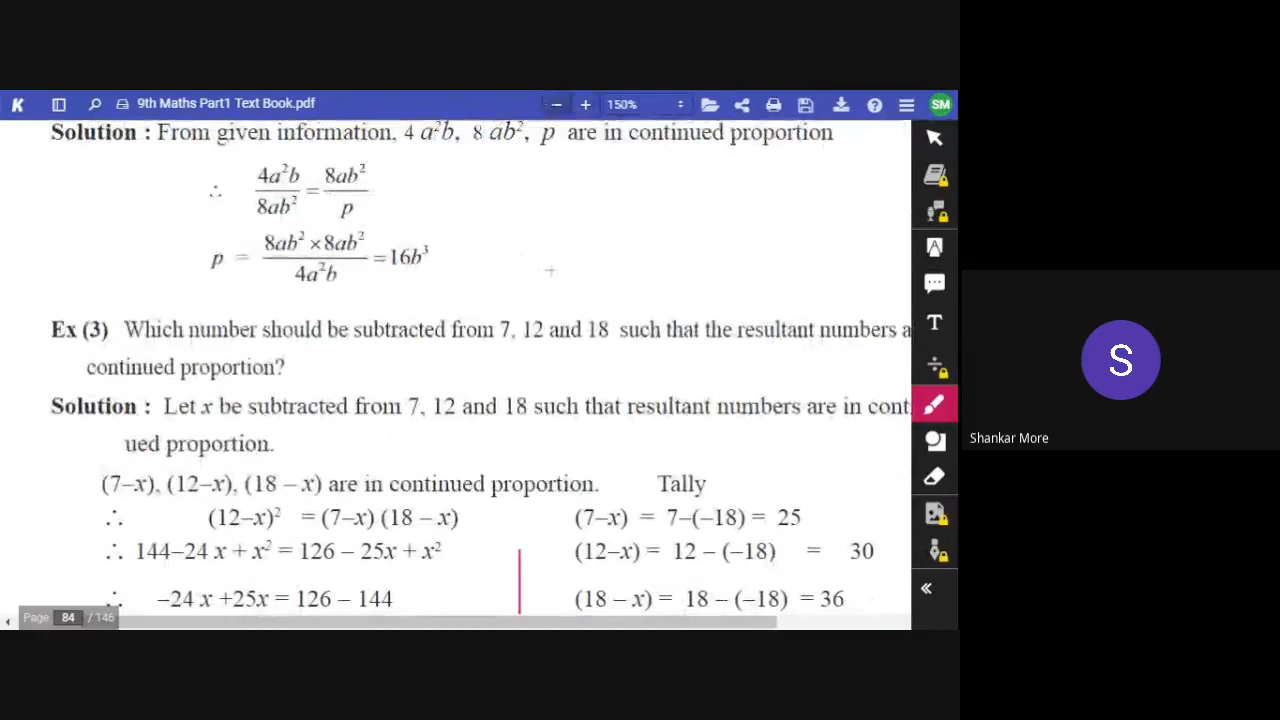 K 9th Maths Part1 Text Book.pdf 150% SM
Solution : From given information, 4 a²b, 8 ab², p are in continued proportion
∴ 4a²b/8ab² = 8ab²/p
p = 8ab² × 8ab²/4a²b = 16b³
Ex (3) Which number should be subtracted from 7, 12 and 18 such that the resultant numbers a
continued proportion?
Solution : Let x be subtracted from 7, 12 and 18 such that resultant numbers are in cont
ued proportion.
(7–x), (12–x), (18 – x) are in continued proportion. Tally
∴ (12–x)² = (7–x) (18 – x) (7–x) = 7–(–18) = 25
∴ 144–24 x + x² = 126 – 25x + x² (12–x) = 12 – (–18) = 30
∴ –24 x +25x = 126 – 144 (18 – x) = 18 – (–18) = 36
Page 84 / 146
S
Shankar More